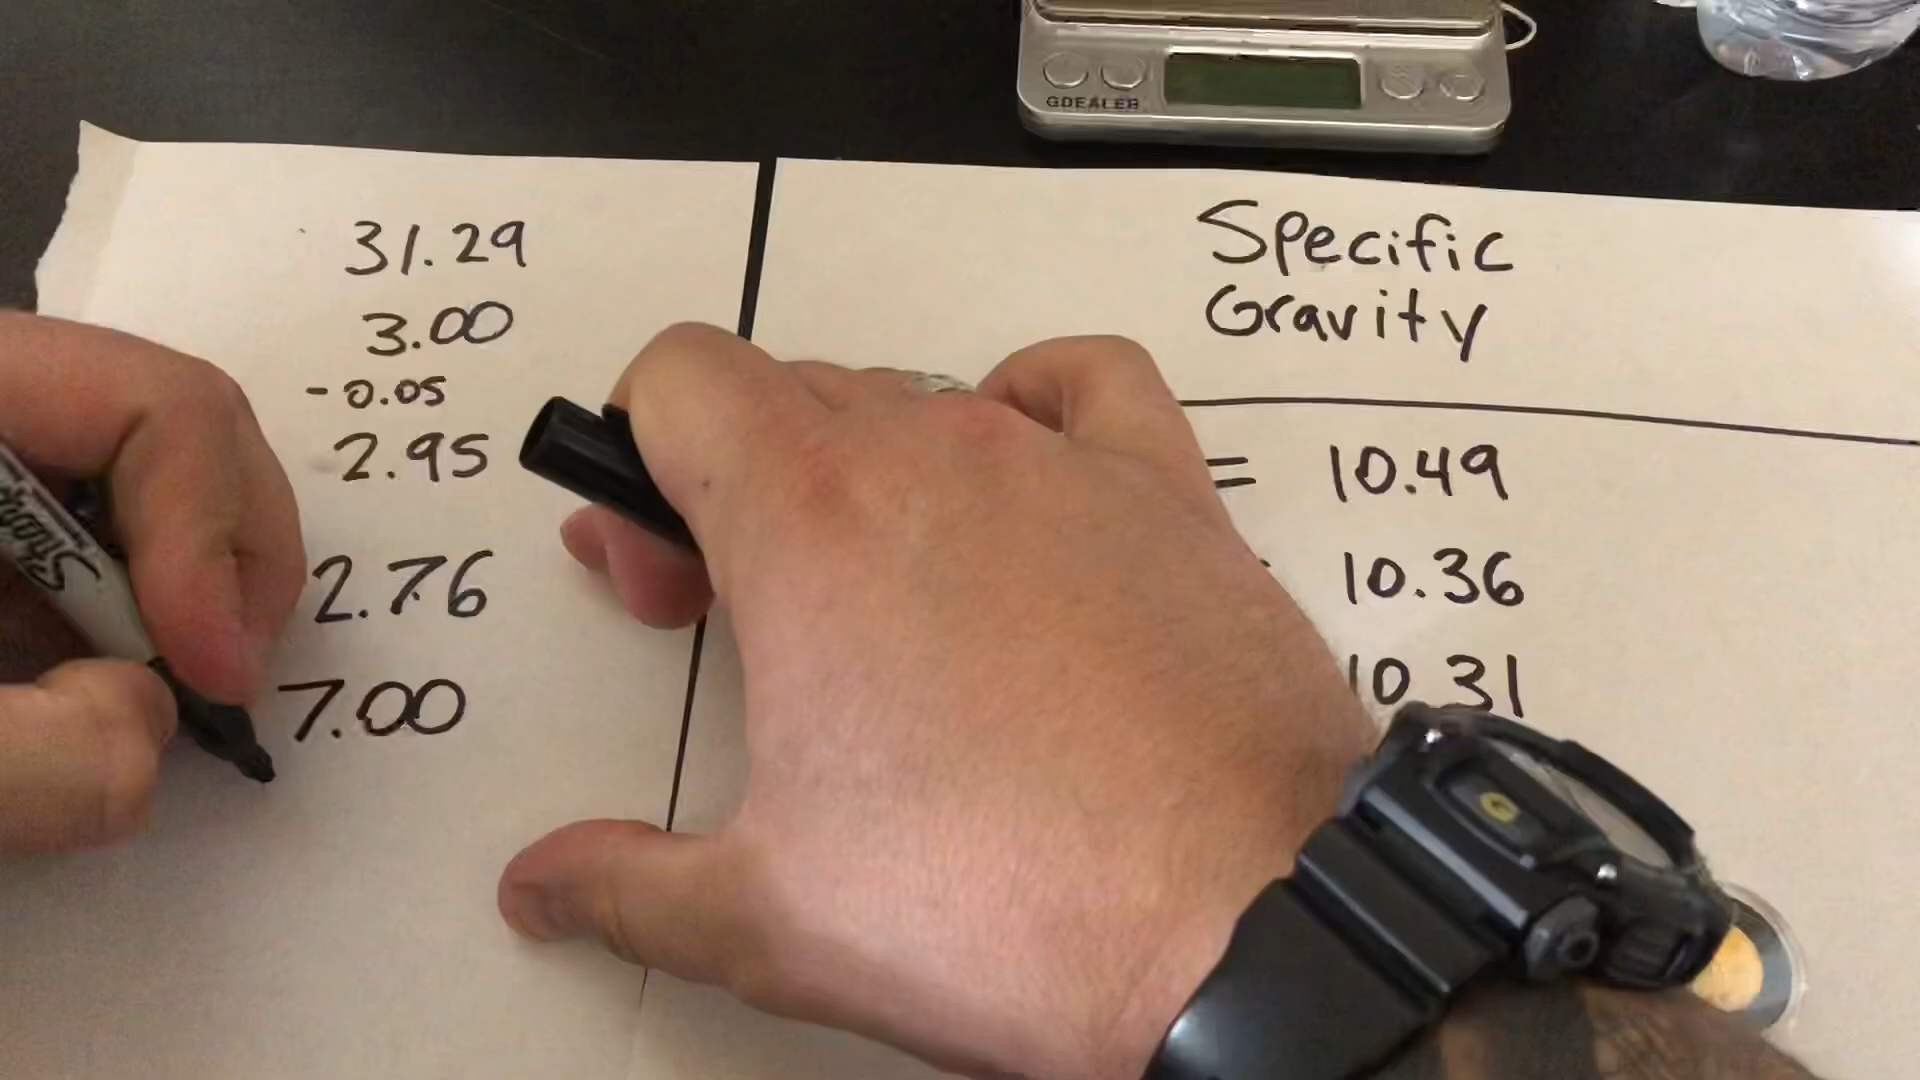 GDEALER
31.29
3.00
-0.05
2.95
2.76
7.00
Specific
Gravity
= 10.49
10.36
10.31
Sharpie